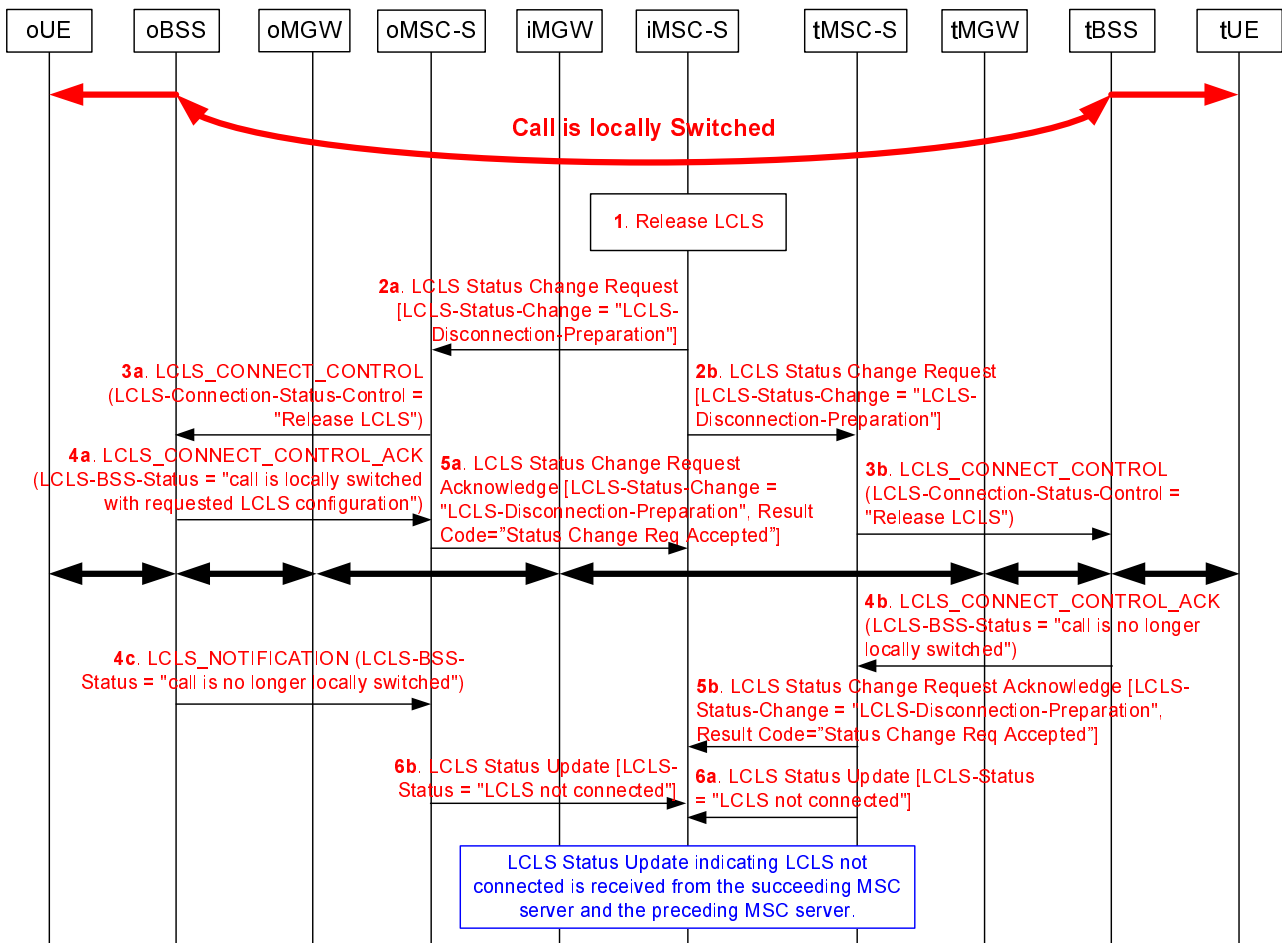 oUE
oBSS
oMGW
oMSC-S
iMGW
iMSC-S
tMSC-S
tMGW
tBSS
tUE
Call is locally Switched
1. Release LCLS
2a. LCLS Status Change Request
[LCLS-Status-Change = "LCLS-
Disconnection-Preparation"]
3a. LCLS_CONNECT_CONTROL
(LCLS-Connection-Status-Control =
"Release LCLS")
2b. LCLS Status Change Request
[LCLS-Status-Change = "LCLS-
Disconnection-Preparation"]
4a. LCLS_CONNECT_CONTROL_ACK
(LCLS-BSS-Status = "call is locally switched
with requested LCLS configuration")
5a. LCLS Status Change Request
Acknowledge [LCLS-Status-Change =
"LCLS-Disconnection-Preparation", Result
Code=”Status Change Req Accepted”]
3b. LCLS_CONNECT_CONTROL
(LCLS-Connection-Status-Control =
"Release LCLS")
4b. LCLS_CONNECT_CONTROL_ACK
(LCLS-BSS-Status = "call is no longer
locally switched")
4c. LCLS_NOTIFICATION (LCLS-BSS-
Status = "call is no longer locally switched")
5b. LCLS Status Change Request Acknowledge [LCLS-
Status-Change = "LCLS-Disconnection-Preparation",
Result Code=”Status Change Req Accepted”]
6b. LCLS Status Update [LCLS-
Status = "LCLS not connected"]
6a. LCLS Status Update [LCLS-Status
= "LCLS not connected"]
LCLS Status Update indicating LCLS not
connected is received from the succeeding MSC
server and the preceding MSC server.